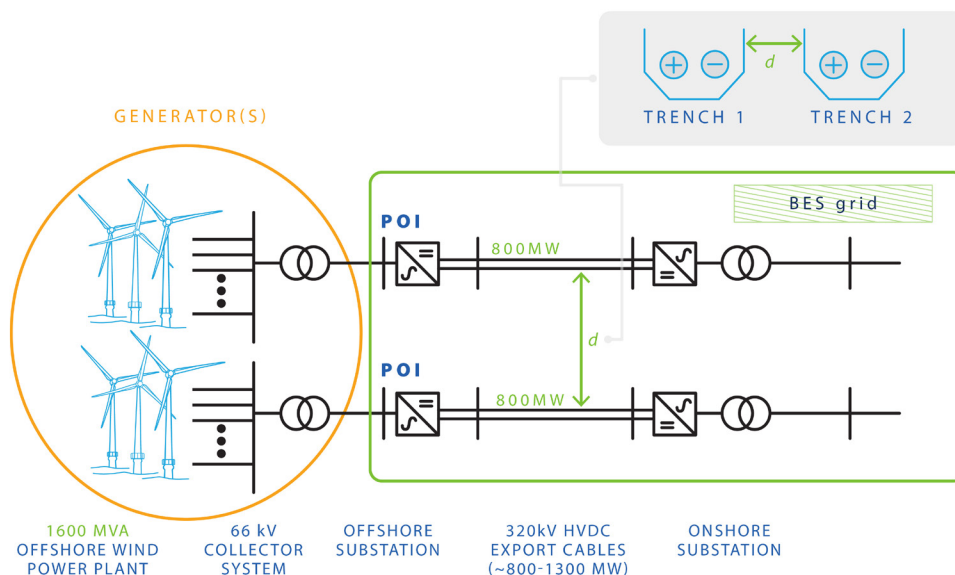 d
TRENCH 1
TRENCH 2
GENERATOR(S)
BES grid
POI
800MW
d
POI
800MW
1600 MVA
OFFSHORE WIND
POWER PLANT
66 kV
COLLECTOR
SYSTEM
OFFSHORE
SUBSTATION
320kV HVDC
EXPORT CABLES
(~800-1300 MW)
ONSHORE
SUBSTATION